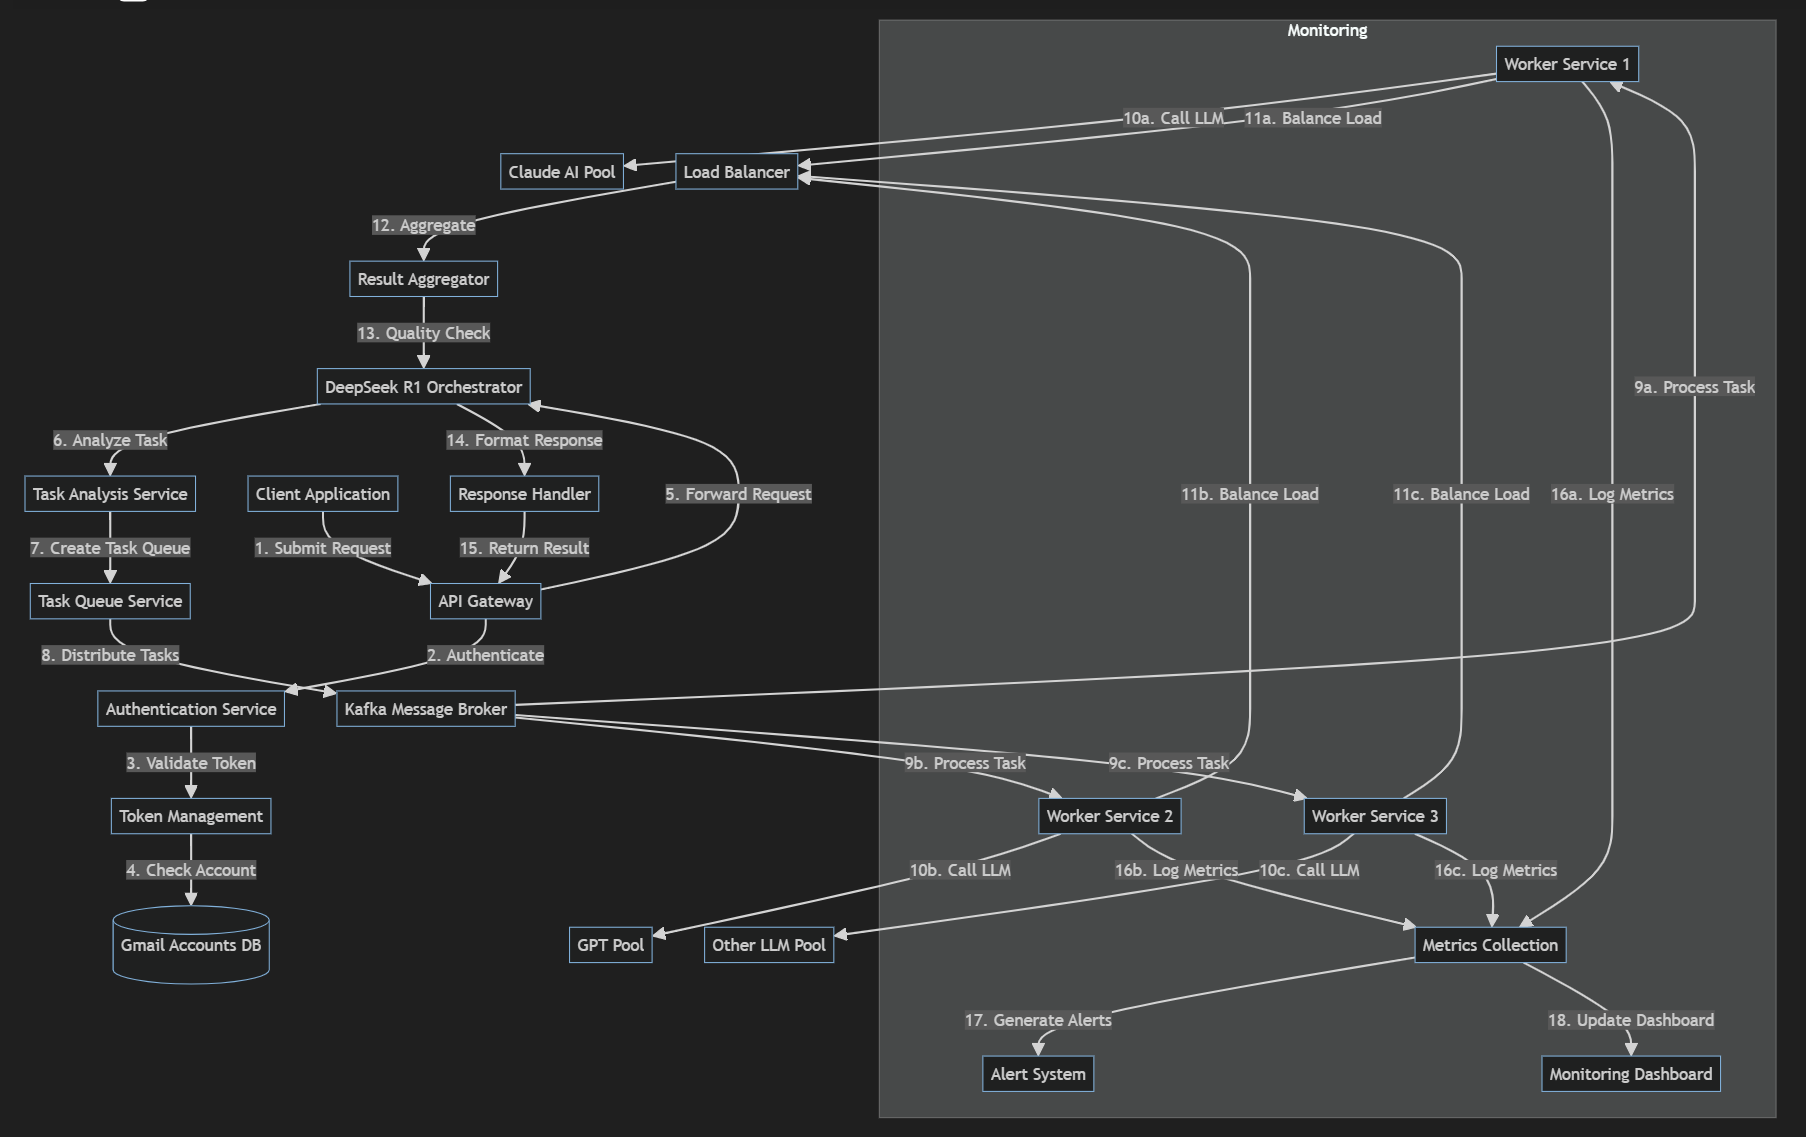 Monitoring
Worker Service 1
10a. Call LLM
11a. Balance Load
Claude AI Pool
Load Balancer
12. Aggregate
Result Aggregator
13. Quality Check
DeepSeek R1 Orchestrator
9a. Process Task
6. Analyze Task
14. Format Response
Task Analysis Service
Client Application
Response Handler
5. Forward Request
11b. Balance Load
11c. Balance Load
16a. Log Metrics
7. Create Task Queue
1. Submit Request
15. Return Result
Task Queue Service
API Gateway
8. Distribute Tasks
2. Authenticate
Authentication Service
Kafka Message Broker
3. Validate Token
9b. Process Task
9c. Process Task
Token Management
Worker Service 2
Worker Service 3
4. Check Account
10b. Call LLM
16b. Log Metrics
10c. Call LLM
16c. Log Metrics
Gmail Accounts DB
GPT Pool
Other LLM Pool
Metrics Collection
17. Generate Alerts
18. Update Dashboard
Alert System
Monitoring Dashboard